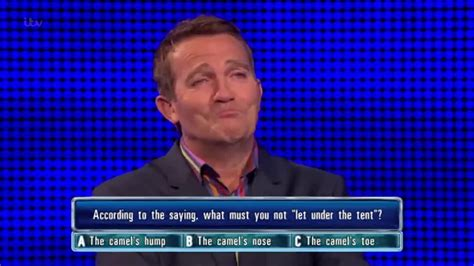 itv
According to the saying, what must you not "let under the tent"?
A The camel's hump B The camel's nose C The camel's toe